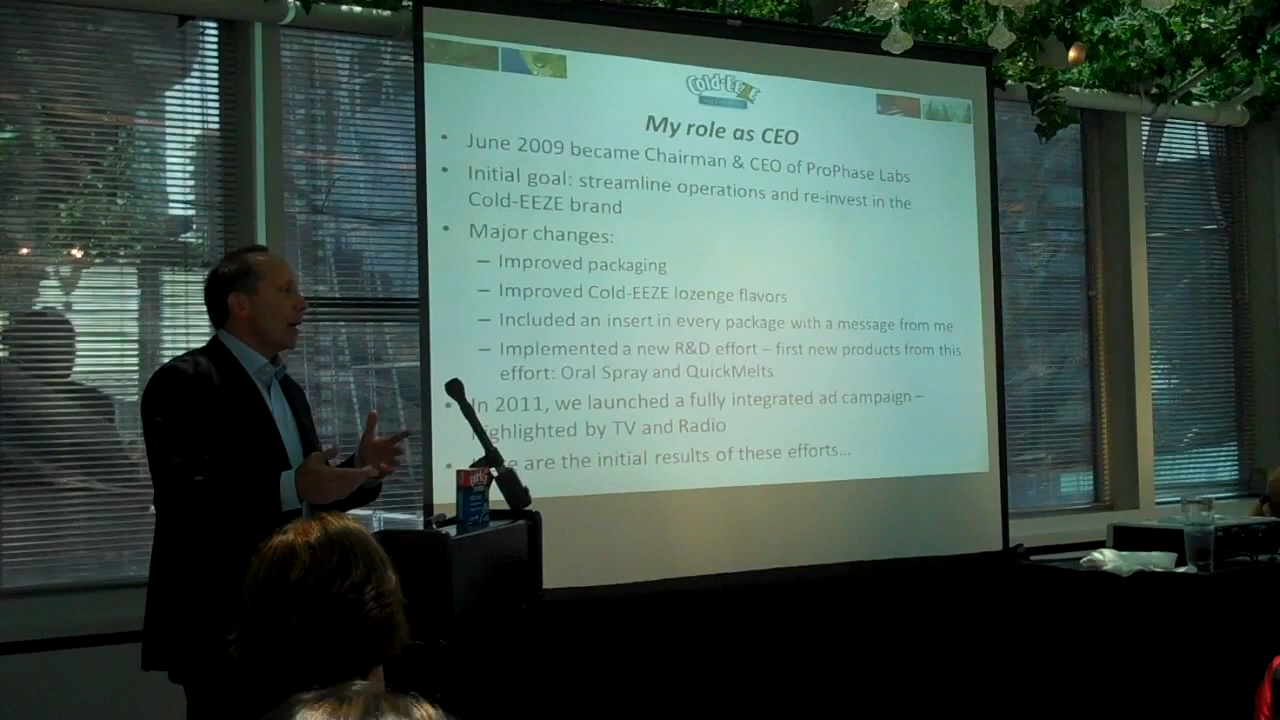 Cold-EEZE
My role as CEO
• June 2009 became Chairman & CEO of ProPhase Labs
• Initial goal: streamline operations and re-invest in the
Cold-EEZE brand
• Major changes:
– Improved packaging
– Improved Cold-EEZE lozenge flavors
– Included an insert in every package with a message from me
– Implemented a new R&D effort – first new products from this
effort: Oral Spray and QuickMelts
• In 2011, we launched a fully integrated ad campaign –
highlighted by TV and Radio
• are the initial results of these efforts…